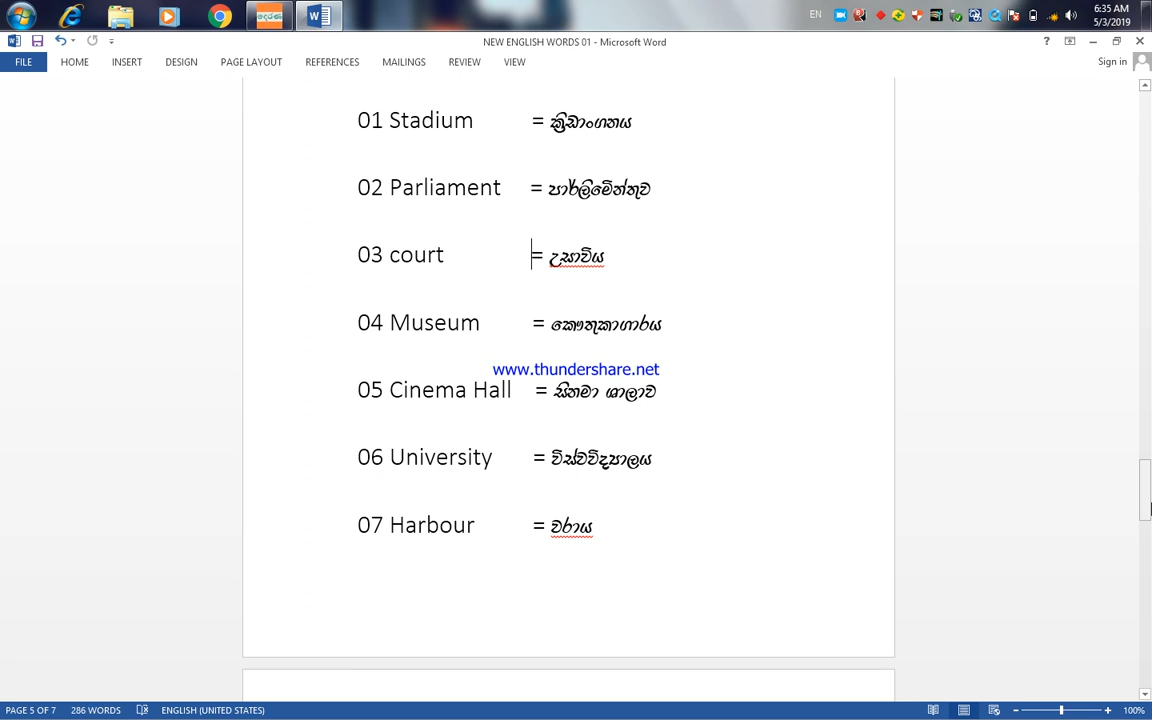 දෙරණ
EN
6:35 AM
5/3/2019
NEW ENGLISH WORDS 01 - Microsoft Word
FILE HOME INSERT DESIGN PAGE LAYOUT REFERENCES MAILINGS REVIEW VIEW Sign in
01 Stadium = ක්‍රීඩාංගනය
02 Parliament = පාර්ලිමේන්තුව
03 court = උසාවිය
04 Museum = කෞතුකාගාරය
www.thundershare.net
05 Cinema Hall = සිනමා ශාලාව
06 University = විස්වවිද්‍යාලය
07 Harbour = වරාය
PAGE 5 OF 7 286 WORDS ENGLISH (UNITED STATES) 100%